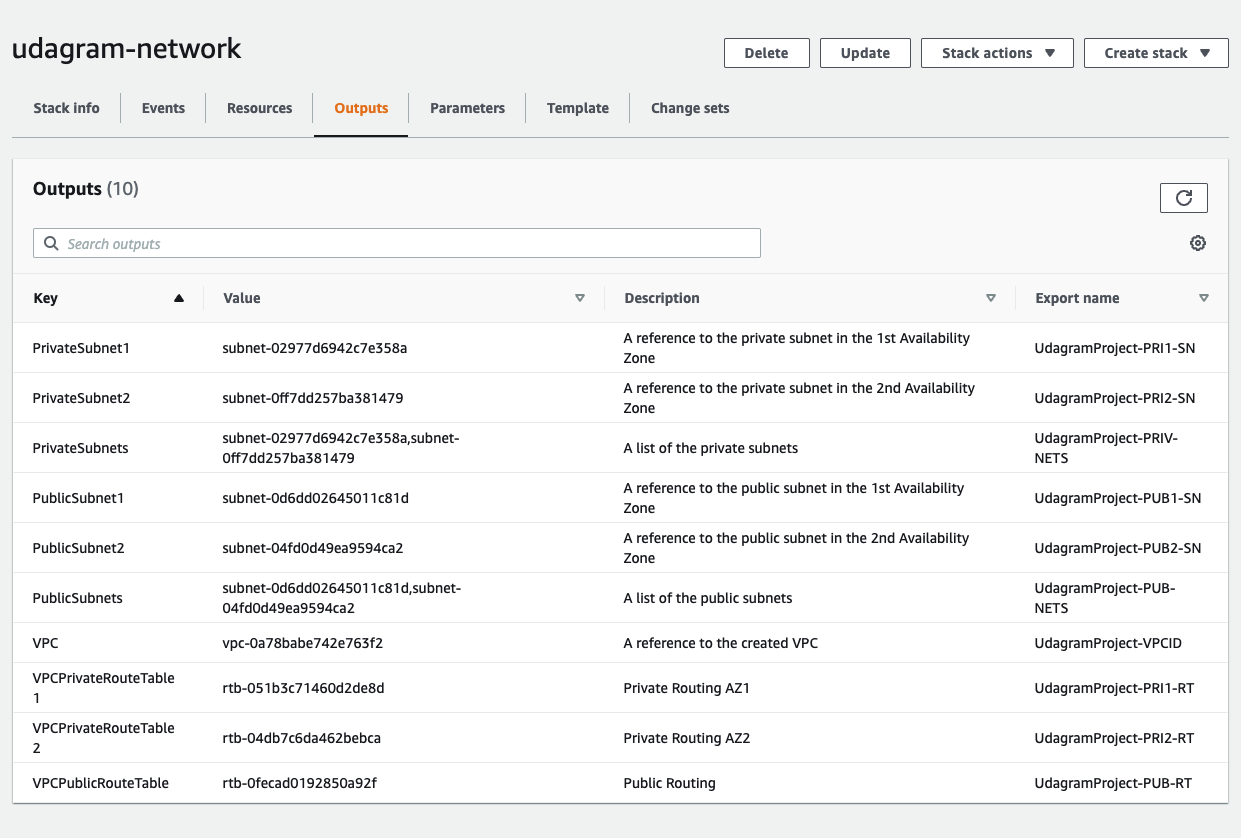 udagram-network
Delete
Update
Stack actions
Create stack
Stack info
Events
Resources
Outputs
Parameters
Template
Change sets
Outputs (10)
Search outputs
Key
Value
Description
Export name
PrivateSubnet1
subnet-02977d6942c7e358a
A reference to the private subnet in the 1st Availability
Zone
UdagramProject-PRI1-SN
PrivateSubnet2
subnet-0ff7dd257ba381479
A reference to the private subnet in the 2nd Availability
Zone
UdagramProject-PRI2-SN
PrivateSubnets
subnet-02977d6942c7e358a,subnet-
0ff7dd257ba381479
A list of the private subnets
UdagramProject-PRIV-
NETS
PublicSubnet1
subnet-0d6dd02645011c81d
A reference to the public subnet in the 1st Availability
Zone
UdagramProject-PUB1-SN
PublicSubnet2
subnet-04fd0d49ea9594ca2
A reference to the public subnet in the 2nd Availability
Zone
UdagramProject-PUB2-SN
PublicSubnets
subnet-0d6dd02645011c81d,subnet-
04fd0d49ea9594ca2
A list of the public subnets
UdagramProject-PUB-
NETS
VPC
vpc-0a78babe742e763f2
A reference to the created VPC
UdagramProject-VPCID
VPCPrivateRouteTable
1
rtb-051b3c71460d2de8d
Private Routing AZ1
UdagramProject-PRI1-RT
VPCPrivateRouteTable
2
rtb-04db7c6da462bebca
Private Routing AZ2
UdagramProject-PRI2-RT
VPCPublicRouteTable
rtb-0fecad0192850a92f
Public Routing
UdagramProject-PUB-RT